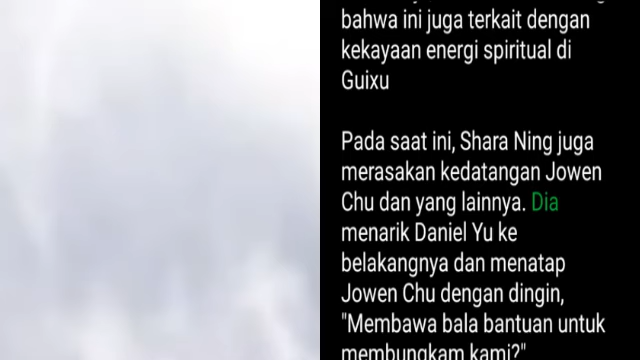 bahwa ini juga terkait dengan
kekayaan energi spiritual di
Guixu
Pada saat ini, Shara Ning juga
merasakan kedatangan Jowen
Chu dan yang lainnya. Dia
menarik Daniel Yu ke
belakangnya dan menatap
Jowen Chu dengan dingin,
"Membawa bala bantuan untuk
membungkam kami?"